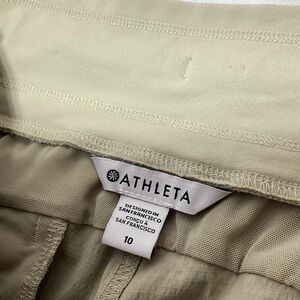 ATHLETA
DESIGNED IN
SAN FRANCISCO
CONÇU À
SAN FRANCISCO
10